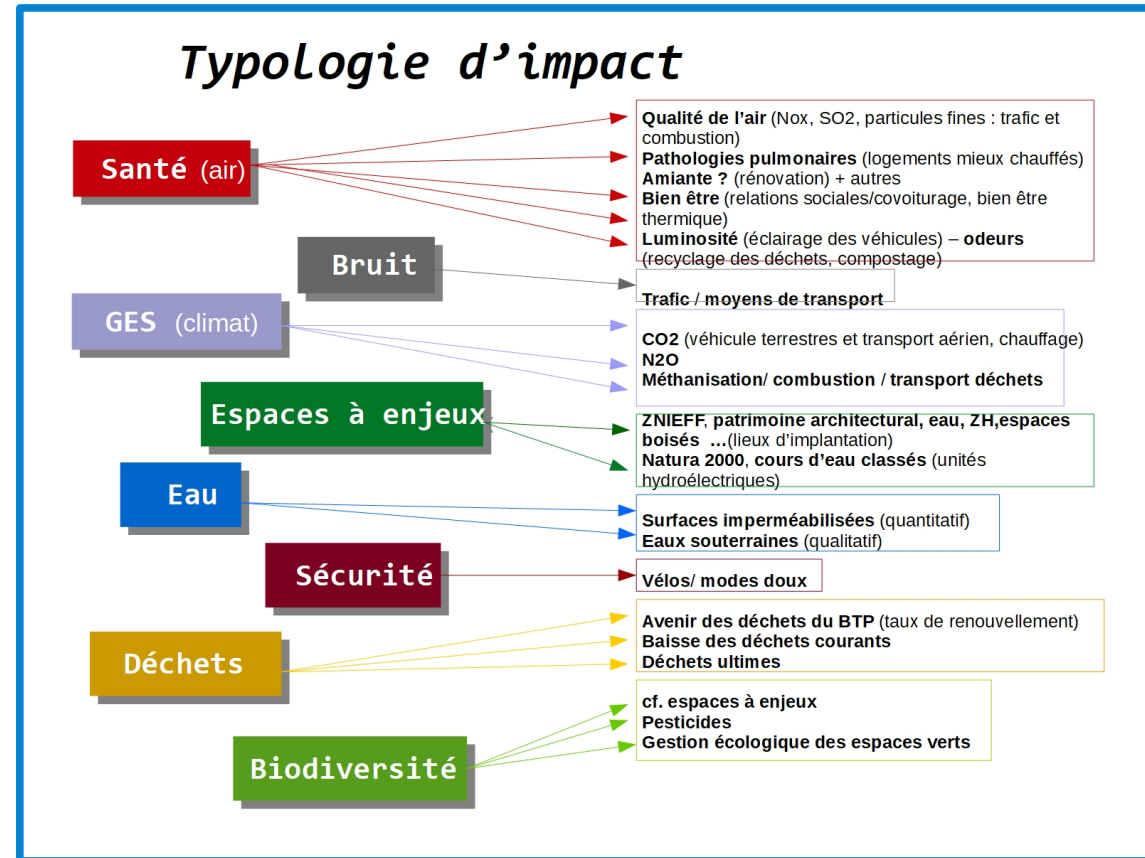 Typologie d’impact
Santé (air)
Qualité de l’air (Nox, SO2, particules fines : trafic et
combustion)
Pathologies pulmonaires (logements mieux chauffés)
Amiante ? (rénovation) + autres
Bien être (relations sociales/covoiturage, bien être
thermique)
Luminosité (éclairage des véhicules) – odeurs
(recyclage des déchets, compostage)
Bruit
Trafic / moyens de transport
GES (climat)
CO2 (véhicule terrestres et transport aérien, chauffage)
N2O
Méthanisation/ combustion / transport déchets
Espaces à enjeux
ZNIEFF, patrimoine architectural, eau, ZH,espaces
boisés …(lieux d’implantation)
Natura 2000, cours d’eau classés (unités
hydroélectriques)
Eau
Surfaces imperméabilisées (quantitatif)
Eaux souterraines (qualitatif)
Sécurité
Vélos/ modes doux
Déchets
Avenir des déchets du BTP (taux de renouvellement)
Baisse des déchets courants
Déchets ultimes
Biodiversité
cf. espaces à enjeux
Pesticides
Gestion écologique des espaces verts